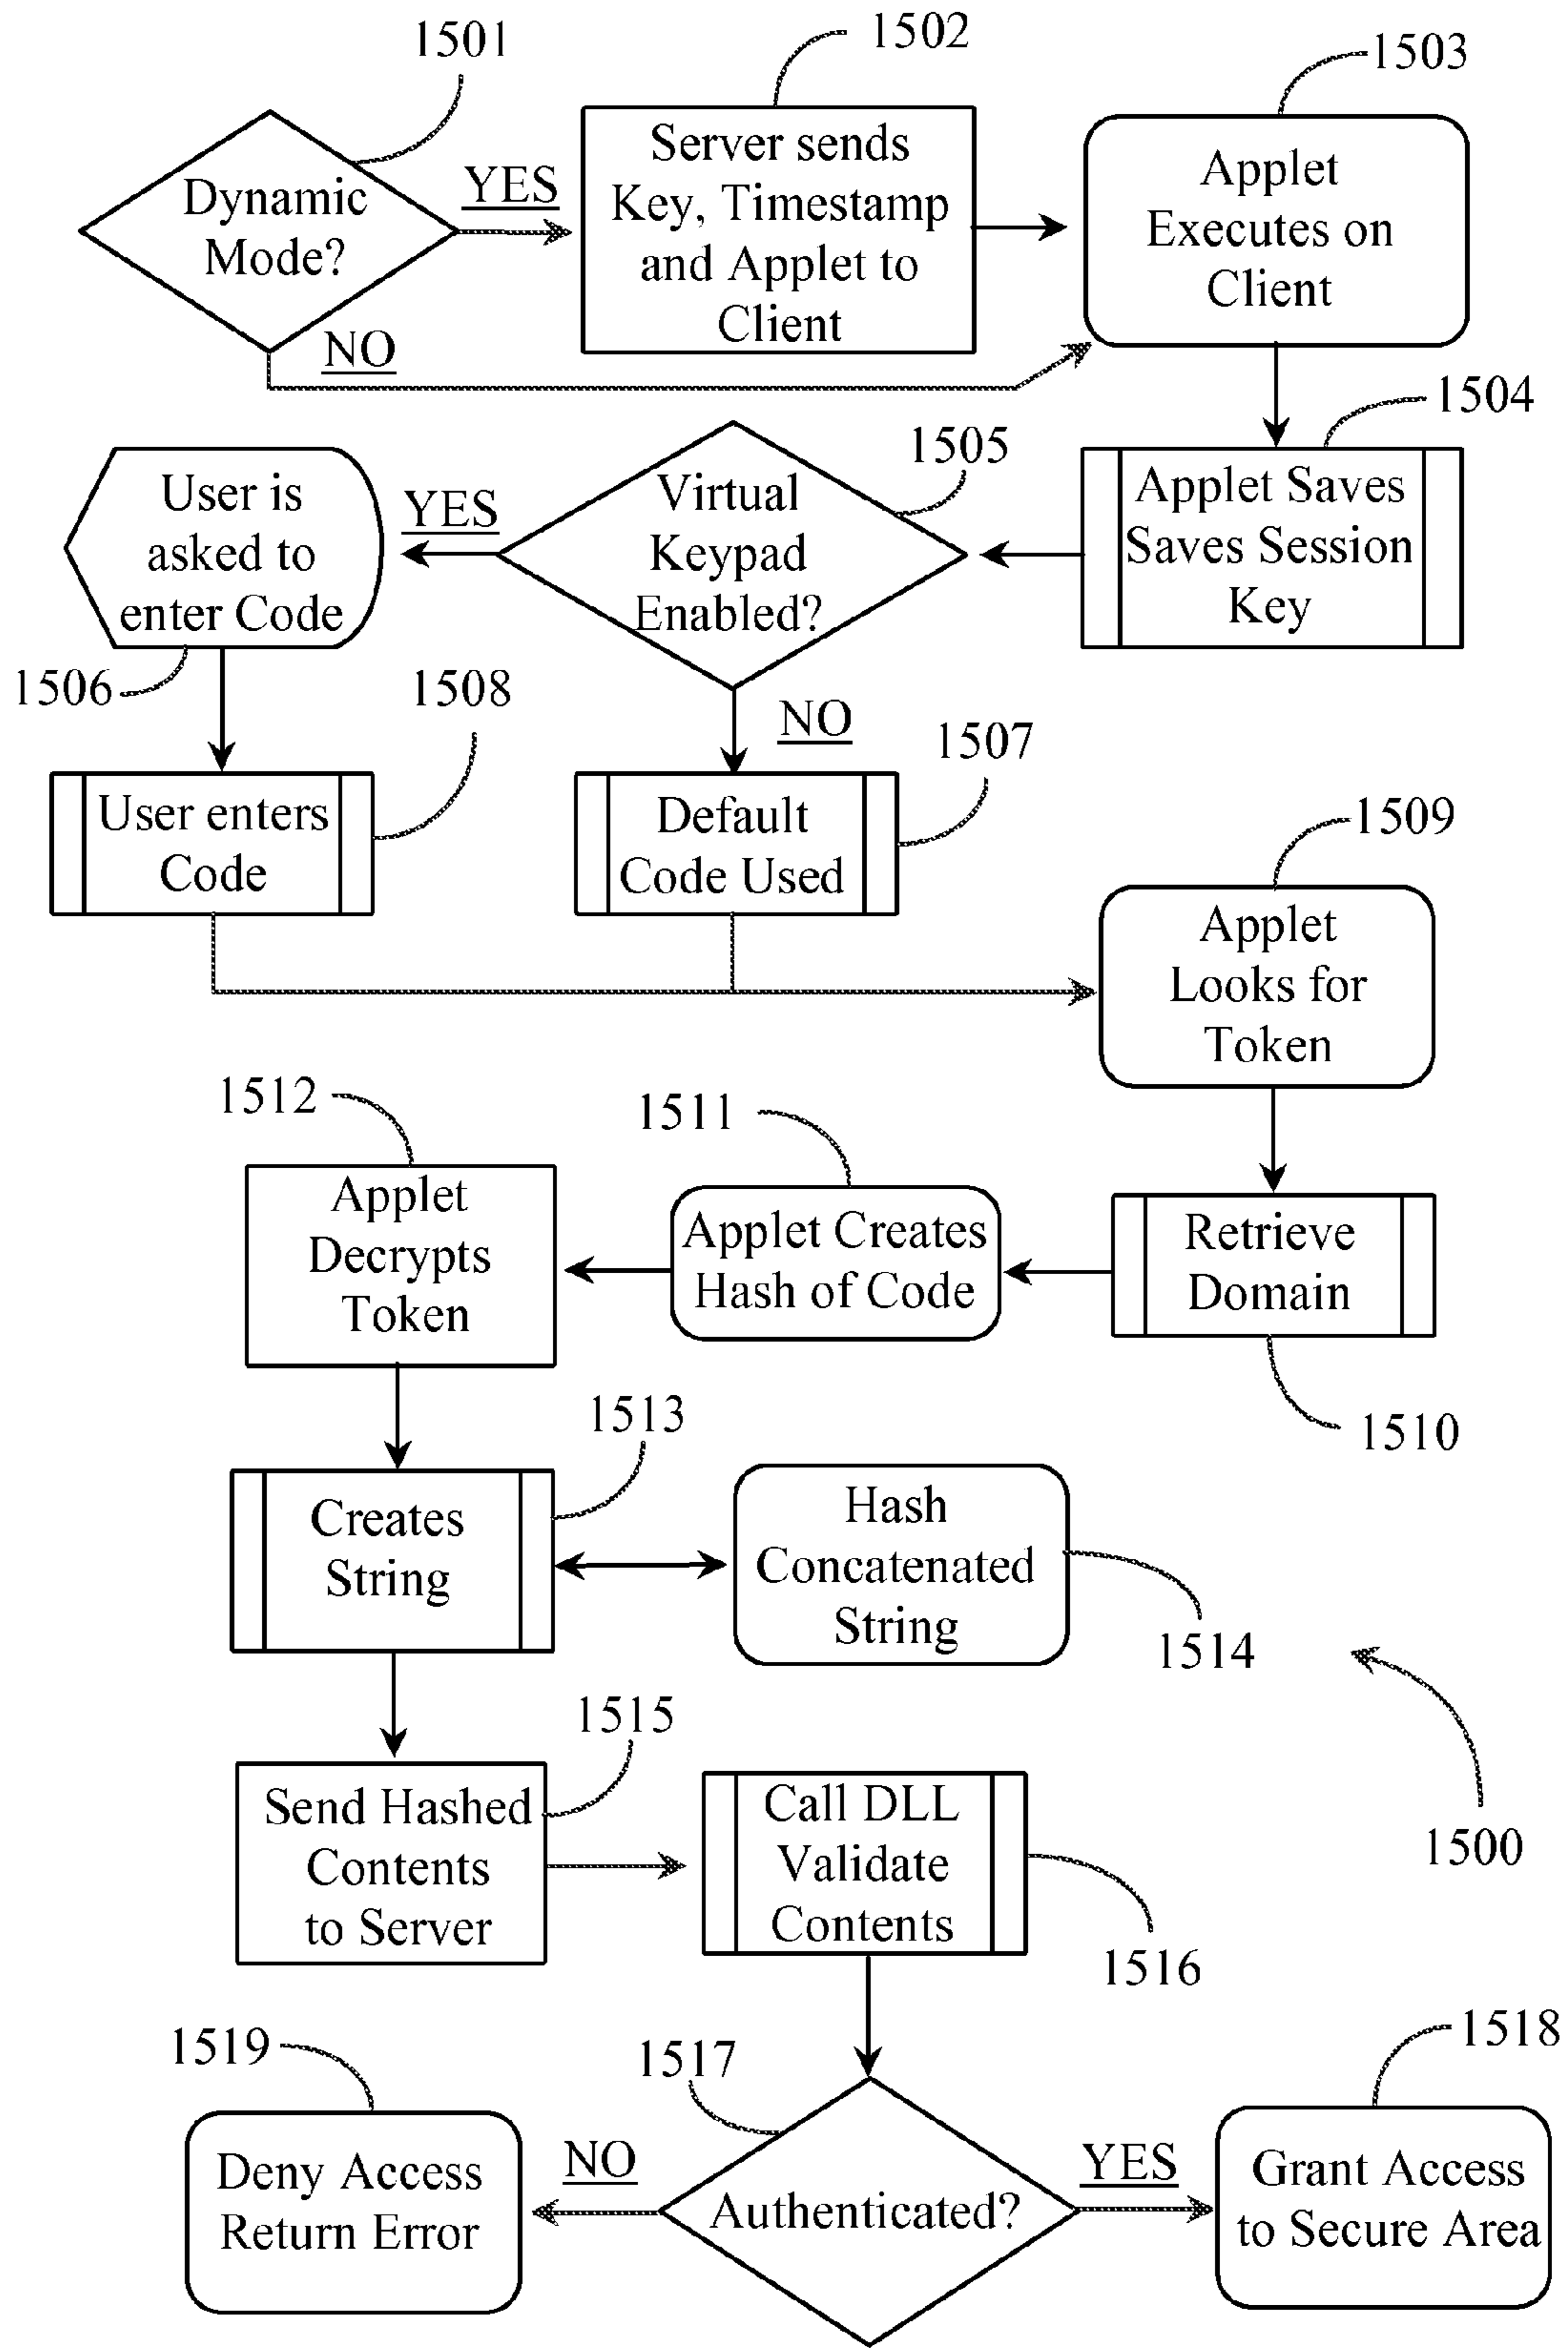 1501
1502
1503
Dynamic
Mode?
YES
NO
Server sends
Key, Timestamp
and Applet to
Client
Applet
Executes on
Client
1504
1505
User is
asked to
enter Code
YES
Virtual
Keypad
Enabled?
Applet Saves
Saves Session
Key
1506
1508
NO
1507
User enters
Code
Default
Code Used
1509
Applet
Looks for
Token
1512
1511
Applet
Decrypts
Token
Applet Creates
Hash of Code
Retrieve
Domain
1510
1513
Creates
String
Hash
Concatenated
String
1514
1515
Send Hashed
Contents
to Server
Call DLL
Validate
Contents
1500
1516
1519
1517
1518
Deny Access
Return Error
NO
Authenticated?
YES
Grant Access
to Secure Area